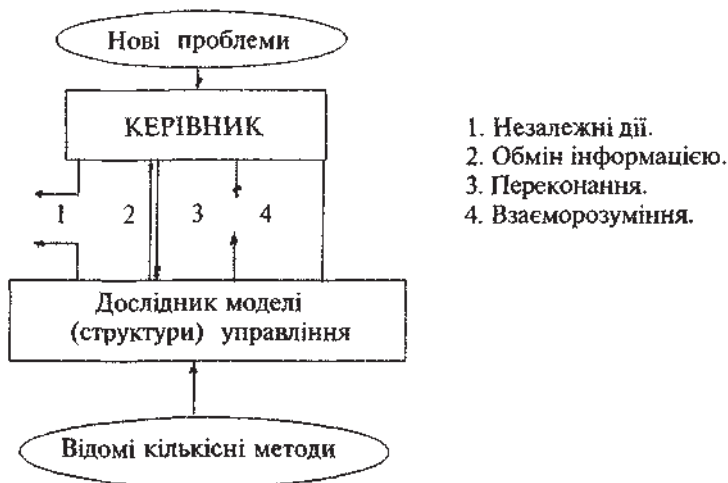 Нові проблеми
КЕРІВНИК
1 2 3 4
Дослідник моделі
(структури) управління
Відомі кількісні методи
1. Незалежні дії.
2. Обмін інформацією.
3. Переконання.
4. Взаєморозуміння.